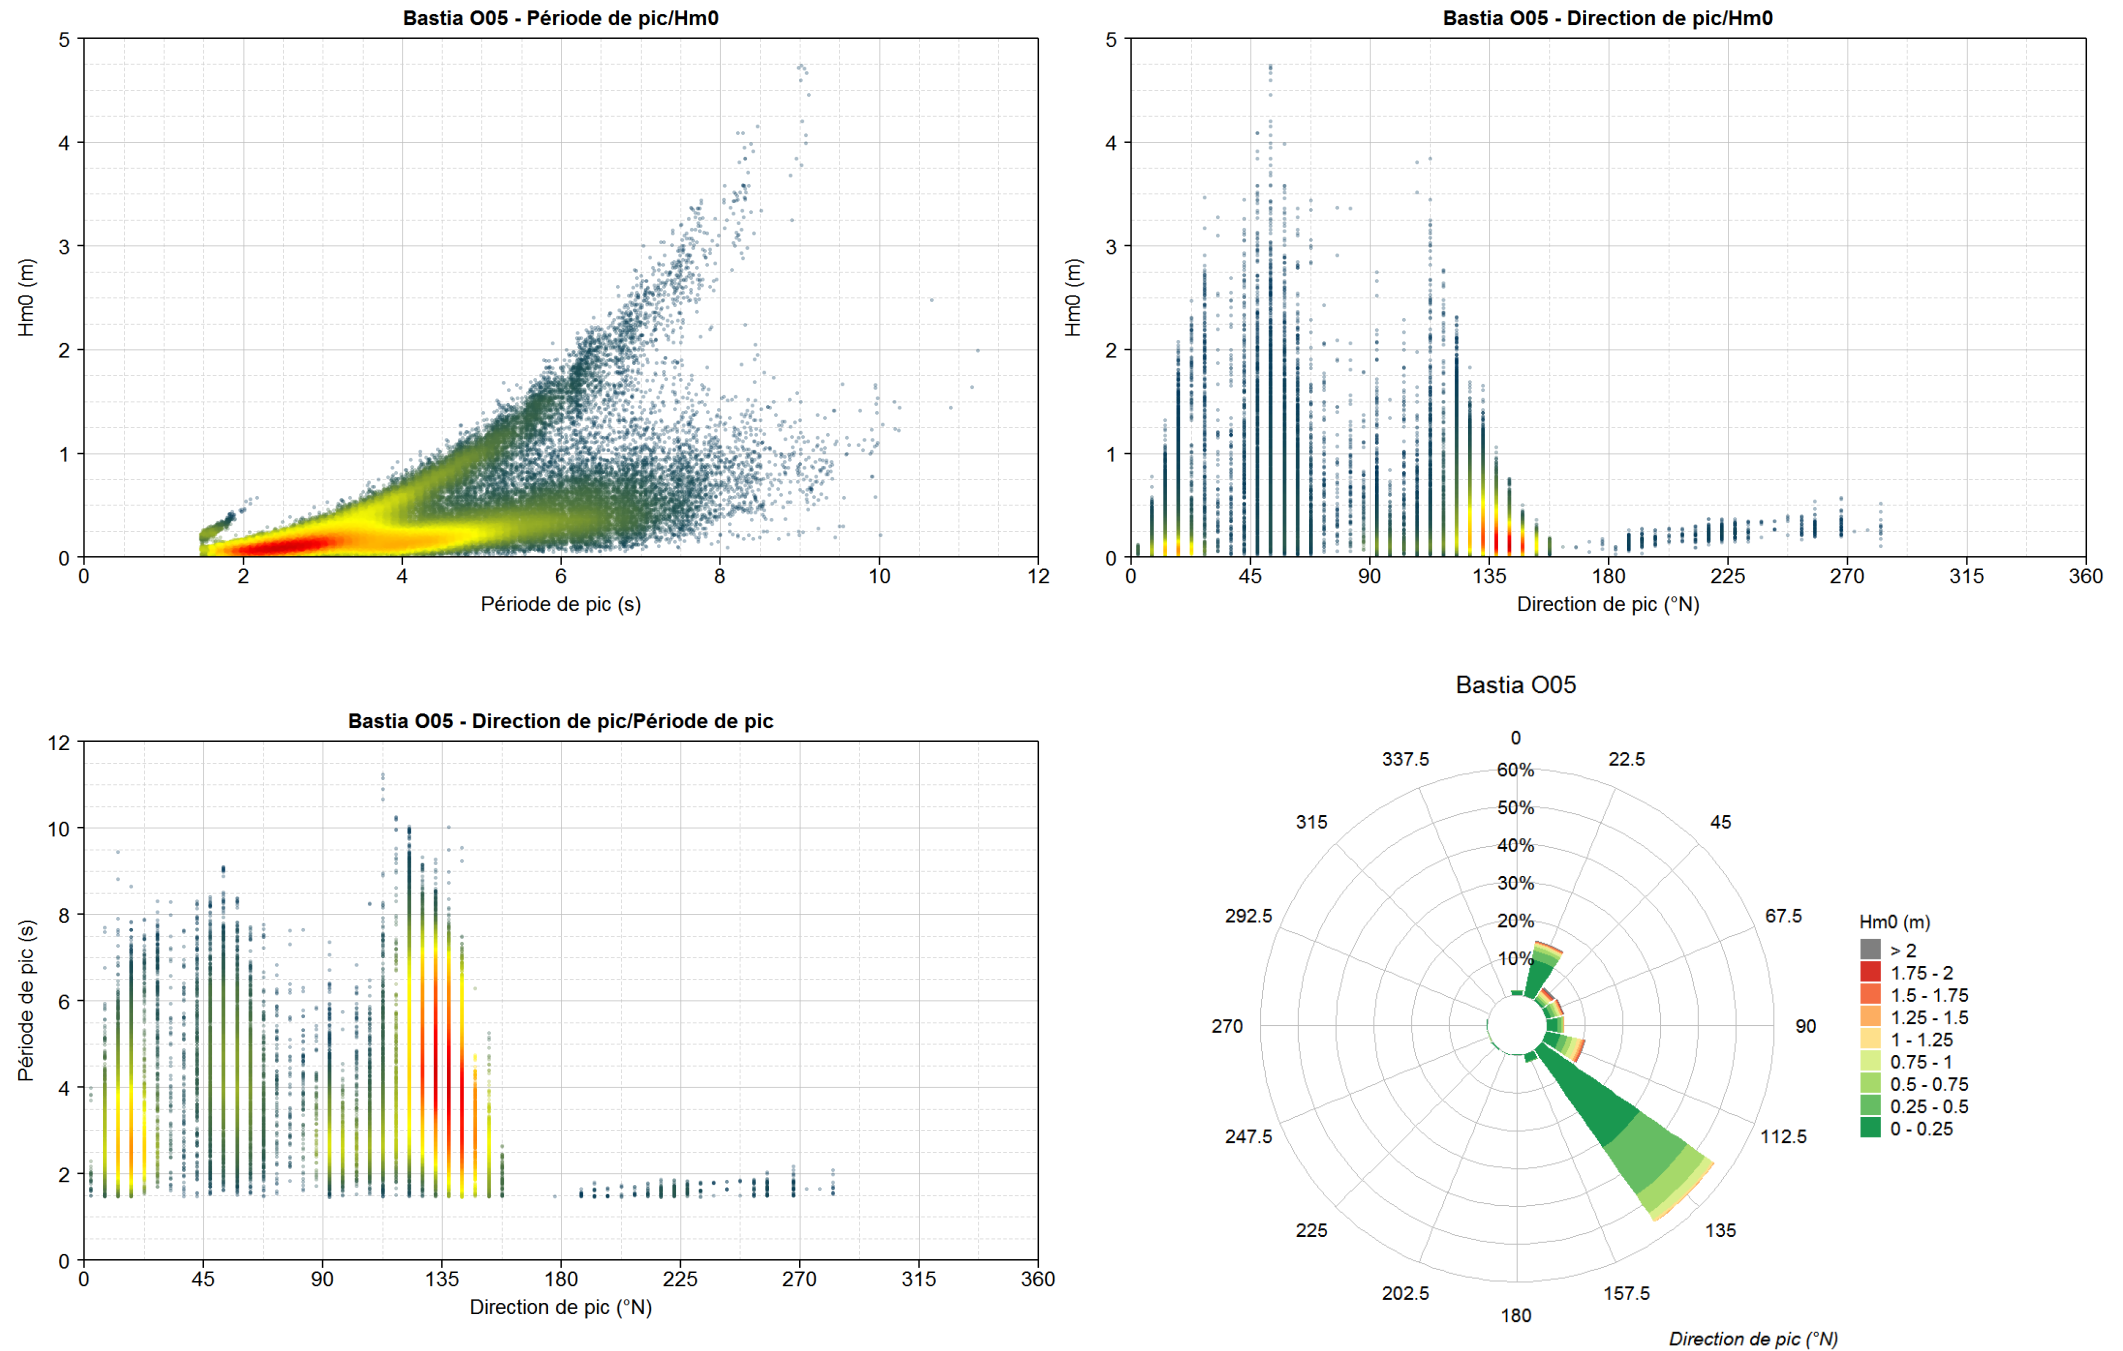 Bastia O05 - Période de pic/Hm0
5
4
3
2
1
0
Hm0 (m)
0 2 4 6 8 10 12
Période de pic (s)
Bastia O05 - Direction de pic/Hm0
5
4
3
2
1
0
Hm0 (m)
0 45 90 135 180 225 270 315 360
Direction de pic (°N)
Bastia O05 - Direction de pic/Période de pic
12
10
8
6
4
2
0
Période de pic (s)
0 45 90 135 180 225 270 315 360
Direction de pic (°N)
Bastia O05
0
22.5
45
67.5
90
112.5
135
157.5
180
202.5
225
247.5
270
292.5
315
337.5
60%
50%
40%
30%
20%
10%
Hm0 (m)
> 2
1.75 - 2
1.5 - 1.75
1.25 - 1.5
1 - 1.25
0.75 - 1
0.5 - 0.75
0.25 - 0.5
0 - 0.25
Direction de pic (°N)